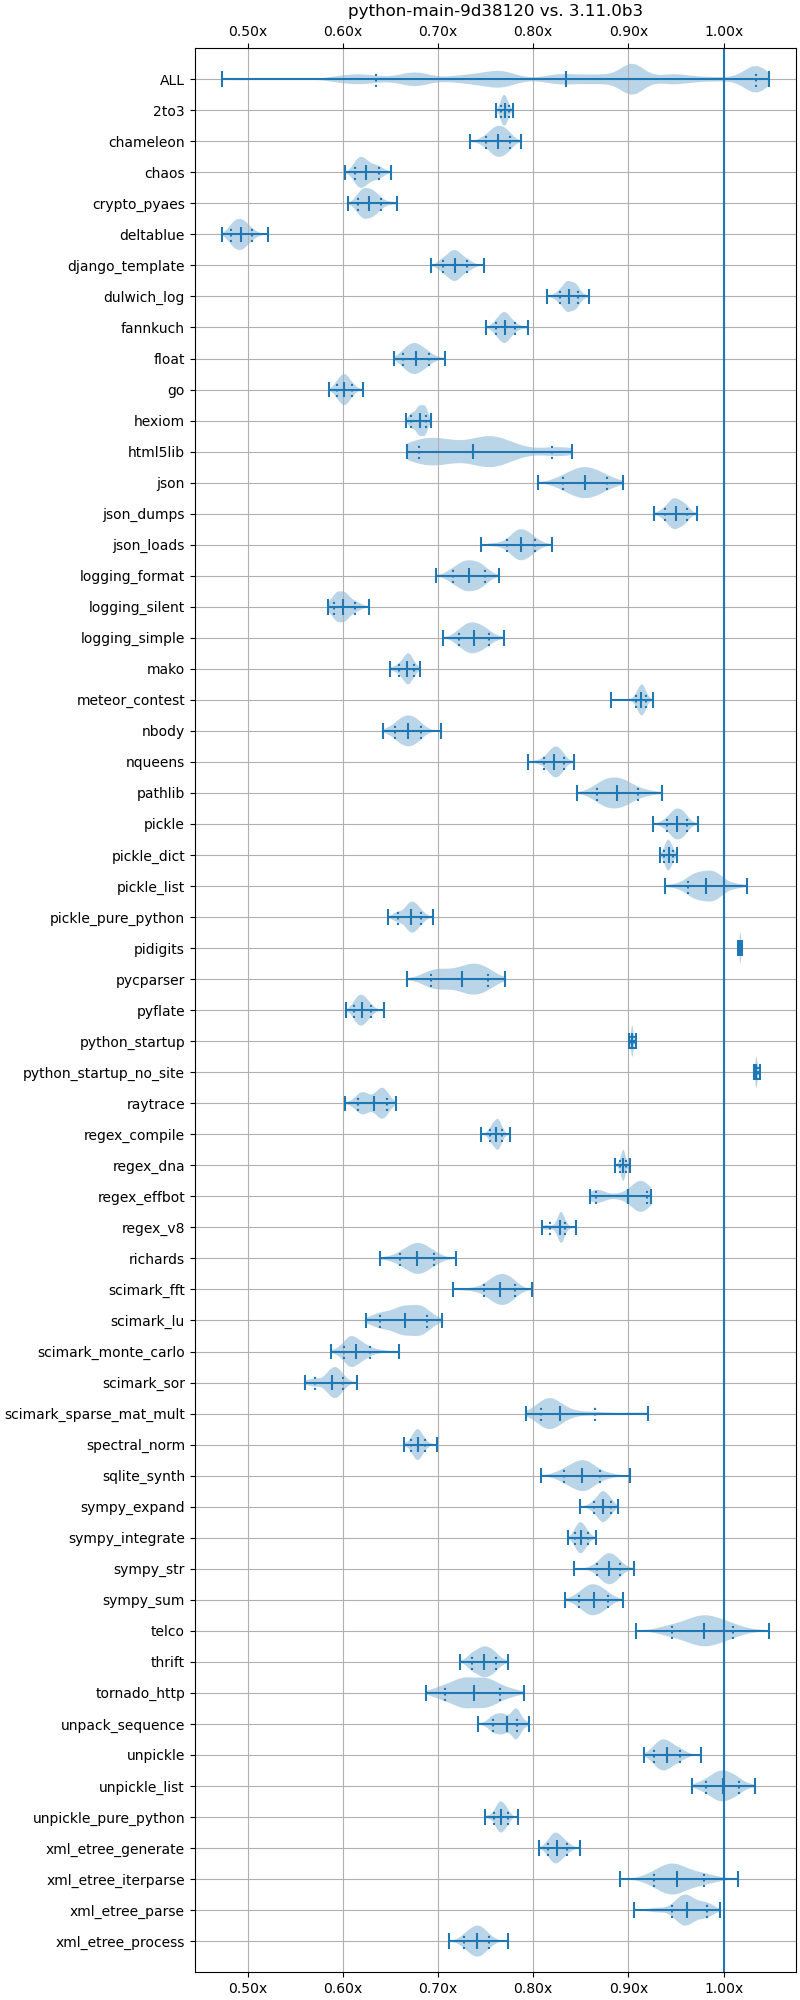 python-main-9d38120 vs. 3.11.0b3
0.50x 0.60x 0.70x 0.80x 0.90x 1.00x
ALL
2to3
chameleon
chaos
crypto_pyaes
deltablue
django_template
dulwich_log
fannkuch
float
go
hexiom
html5lib
json
json_dumps
json_loads
logging_format
logging_silent
logging_simple
mako
meteor_contest
nbody
nqueens
pathlib
pickle
pickle_dict
pickle_list
pickle_pure_python
pidigits
pycparser
pyflate
python_startup
python_startup_no_site
raytrace
regex_compile
regex_dna
regex_effbot
regex_v8
richards
scimark_fft
scimark_lu
scimark_monte_carlo
scimark_sor
scimark_sparse_mat_mult
spectral_norm
sqlite_synth
sympy_expand
sympy_integrate
sympy_str
sympy_sum
telco
thrift
tornado_http
unpack_sequence
unpickle
unpickle_list
unpickle_pure_python
xml_etree_generate
xml_etree_iterparse
xml_etree_parse
xml_etree_process
0.50x 0.60x 0.70x 0.80x 0.90x 1.00x